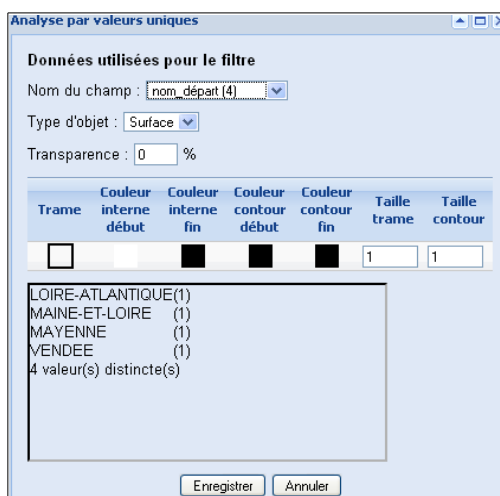 Analyse par valeurs uniques
Données utilisées pour le filtre
Nom du champ : nom_départ (4)
Type d'objet : Surface
Transparence : 0 %
Trame Couleur interne début Couleur interne fin Couleur contour début Couleur contour fin Taille trame Taille contour
1 1
LOIRE-ATLANTIQUE(1)
MAINE-ET-LOIRE (1)
MAYENNE (1)
VENDEE (1)
4 valeur(s) distincte(s)
Enregistrer Annuler